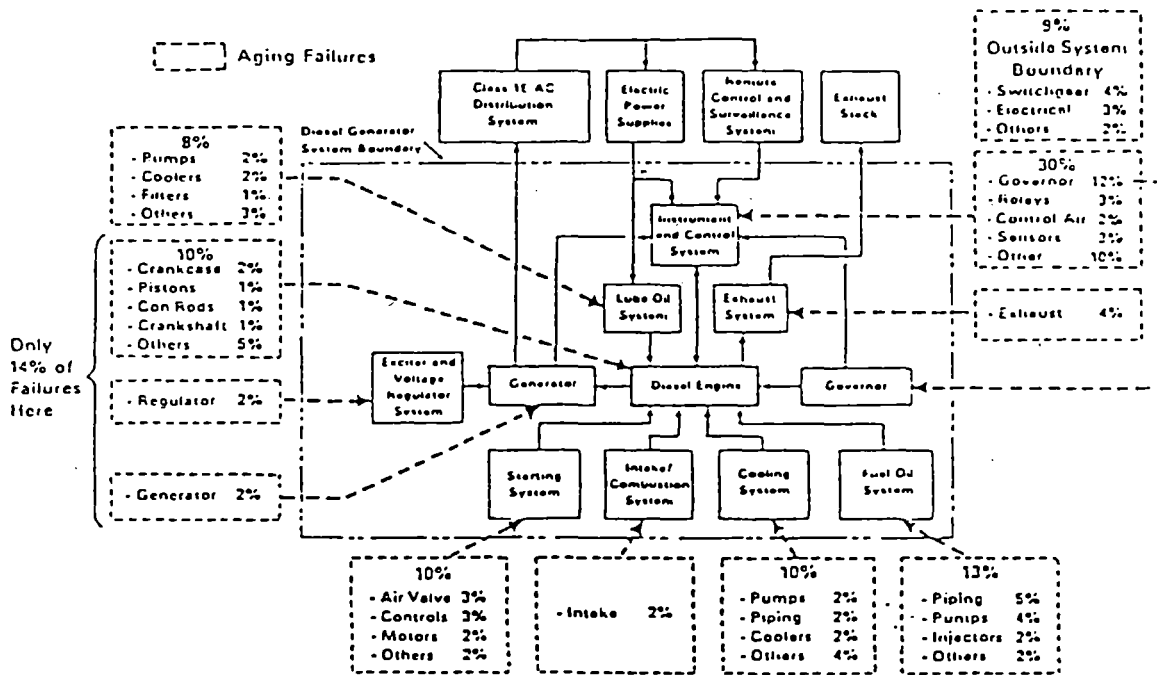 Aging Failures
Class 1E AC
Distribution
System
Electric
Power
Supplies
Remote
Control and
Surveillance
System
Exhaust
Stack
9%
Outside System
Boundary
- Switchgear 4%
- Electrical 3%
- Others 2%
Diesel Generator
System Boundary
8%
- Pumps 2%
- Coolers 2%
- Filters 1%
- Others 3%
30%
- Governor 12%
- Relays 3%
- Control Air
- Sensors
- Other 10%
Instrument
and Control
System
10%
- Crankcase 2%
- Pistons 1%
- Con Rods 1%
- Crankshaft 1%
- Others 5%
Lube Oil
System
Exhaust
System
- Exhaust 4%
Only
14% of
Failures
Here
- Regulator 2%
Exciter and
Voltage
Regulator
System
Generator
Diesel Engine
Governor
- Generator 2%
Starting
System
Intake/
Combustion
System
Cooling
System
Fuel Oil
System
10%
- Air Valve 3%
- Controls 3%
- Motors 2%
- Others 2%
- Intake 2%
10%
- Pumps 2%
- Piping 2%
- Coolers 2%
- Others 4%
13%
- Piping 5%
- Pumps 4%
- Injectors 2%
- Others 2%